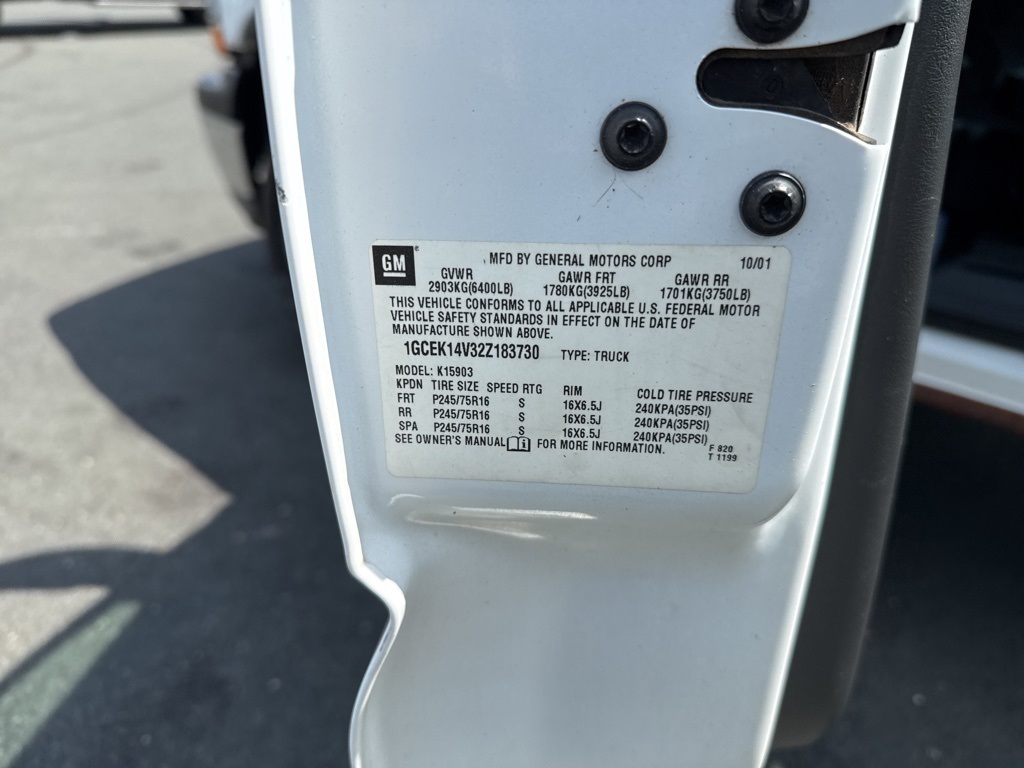 GM ® MFD BY GENERAL MOTORS CORP 10/01
GVWR GAWR FRT GAWR RR
2903KG(6400LB) 1780KG(3925LB) 1701KG(3750LB)
THIS VEHICLE CONFORMS TO ALL APPLICABLE U.S. FEDERAL MOTOR
VEHICLE SAFETY STANDARDS IN EFFECT ON THE DATE OF
MANUFACTURE SHOWN ABOVE.
1GCEK14V32Z183730 TYPE: TRUCK
MODEL: K15903
KPDN TIRE SIZE SPEED RTG RIM COLD TIRE PRESSURE
FRT P245/75R16 S 16X6.5J 240KPA(35PSI)
RR P245/75R16 S 16X6.5J 240KPA(35PSI)
SPA P245/75R16 S 16X6.5J 240KPA(35PSI)
SEE OWNER'S MANUAL i FOR MORE INFORMATION. F 820
T 1199